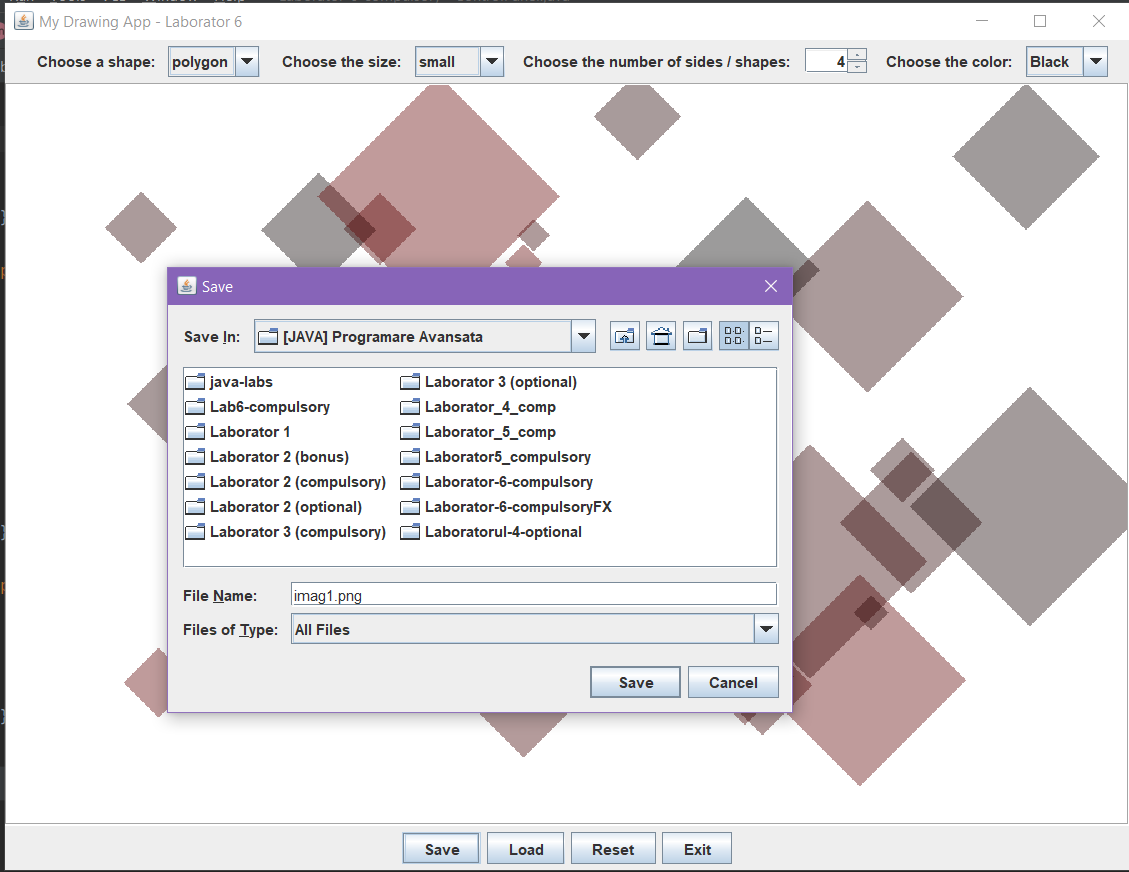 My Drawing App - Laborator 6
Choose a shape: polygon Choose the size: small Choose the number of sides / shapes: 4 Choose the color: Black
Save
Save In: [JAVA] Programare Avansata
java-labs
Lab6-compulsory
Laborator 1
Laborator 2 (bonus)
Laborator 2 (compulsory)
Laborator 2 (optional)
Laborator 3 (compulsory)
Laborator 3 (optional)
Laborator_4_comp
Laborator_5_comp
Laborator5_compulsory
Laborator-6-compulsory
Laborator-6-compulsoryFX
Laboratorul-4-optional
File Name: imag1.png
Files of Type: All Files
Save Cancel
Save Load Reset Exit